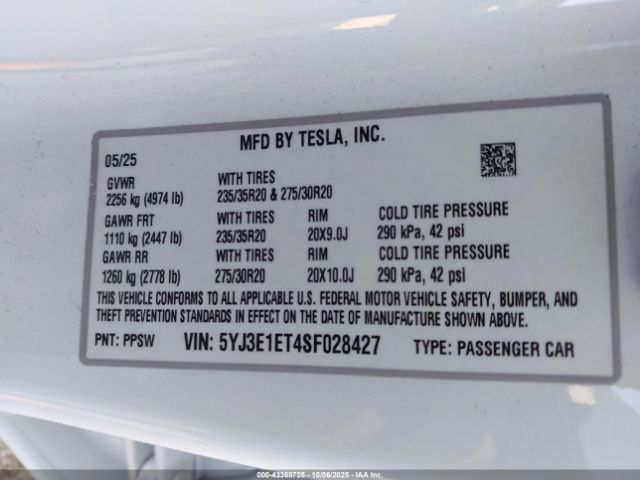 MFD BY TESLA, INC.
05/25
GVWR WITH TIRES
2256 kg (4974 lb) 235/35R20 & 275/30R20
GAWR FRT WITH TIRES RIM COLD TIRE PRESSURE
1110 kg (2447 lb) 235/35R20 20X9.0J 290 kPa, 42 psi
GAWR RR WITH TIRES RIM COLD TIRE PRESSURE
1260 kg (2778 lb) 275/30R20 20X10.0J 290 kPa, 42 psi
THIS VEHICLE CONFORMS TO ALL APPLICABLE U.S. FEDERAL MOTOR VEHICLE SAFETY, BUMPER, AND
THEFT PREVENTION STANDARDS IN EFFECT ON THE DATE OF MANUFACTURE SHOWN ABOVE.
PNT: PPSW VIN: 5YJ3E1ET4SF028427 TYPE: PASSENGER CAR
000-43368725 - 10/06/2025 - IAA Inc.